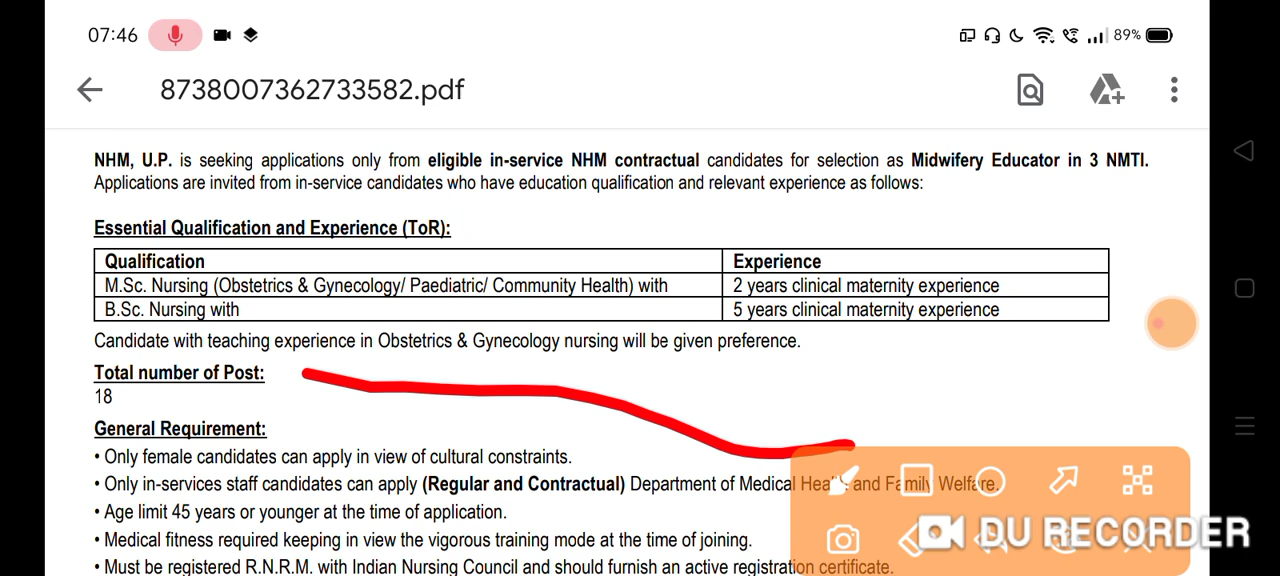 07:46
89%
8738007362733582.pdf
NHM, U.P. is seeking applications only from eligible in-service NHM contractual candidates for selection as Midwifery Educator in 3 NMTI.
Applications are invited from in-service candidates who have education qualification and relevant experience as follows:
Essential Qualification and Experience (ToR):
Qualification Experience
M.Sc. Nursing (Obstetrics & Gynecology/ Paediatric/ Community Health) with 2 years clinical maternity experience
B.Sc. Nursing with 5 years clinical maternity experience
Candidate with teaching experience in Obstetrics & Gynecology nursing will be given preference.
Total number of Post:
18
General Requirement:
• Only female candidates can apply in view of cultural constraints.
• Only in-services staff candidates can apply (Regular and Contractual) Department of Medical Health and Family Welfare.
• Age limit 45 years or younger at the time of application.
• Medical fitness required keeping in view the vigorous training mode at the time of joining.
• Must be registered R.N.R.M. with Indian Nursing Council and should furnish an active registration certificate.
DU RECORDER